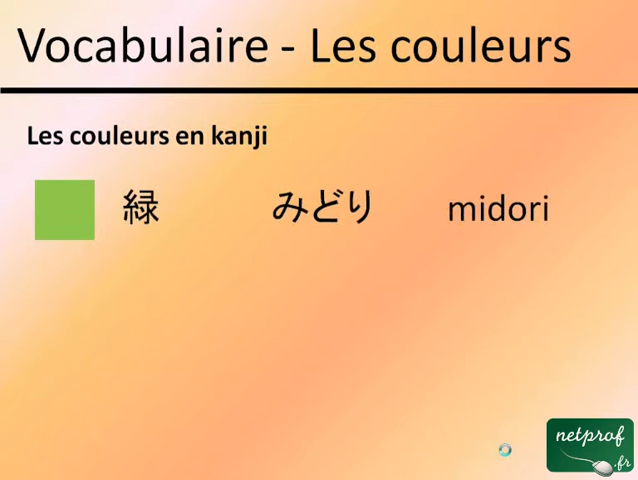 Vocabulaire - Les couleurs
Les couleurs en kanji
緑 みどり midori
netprof
.fr